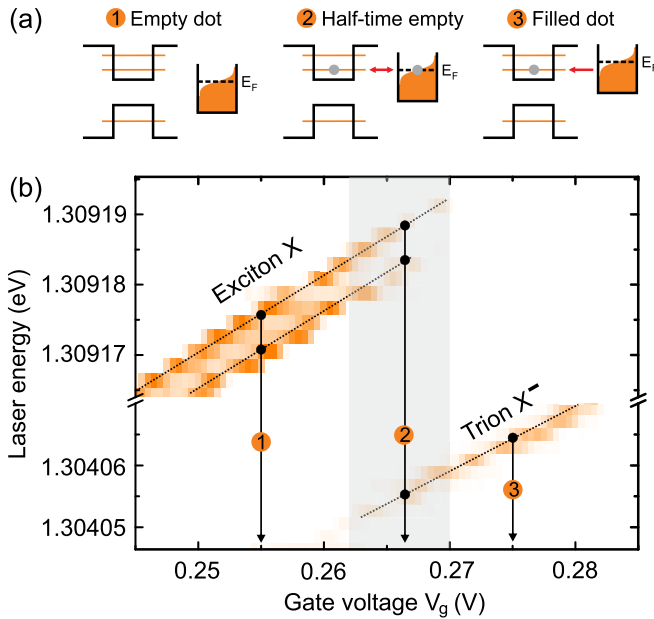 (a) 1 Empty dot 2 Half-time empty 3 Filled dot
E_F E_F E_F
(b)
1.30919
1.30918
1.30917
1.30406
1.30405
Laser energy (eV)
Exciton X
Trion X⁻
1 2 3
0.25 0.26 0.27 0.28
Gate voltage V_g (V)